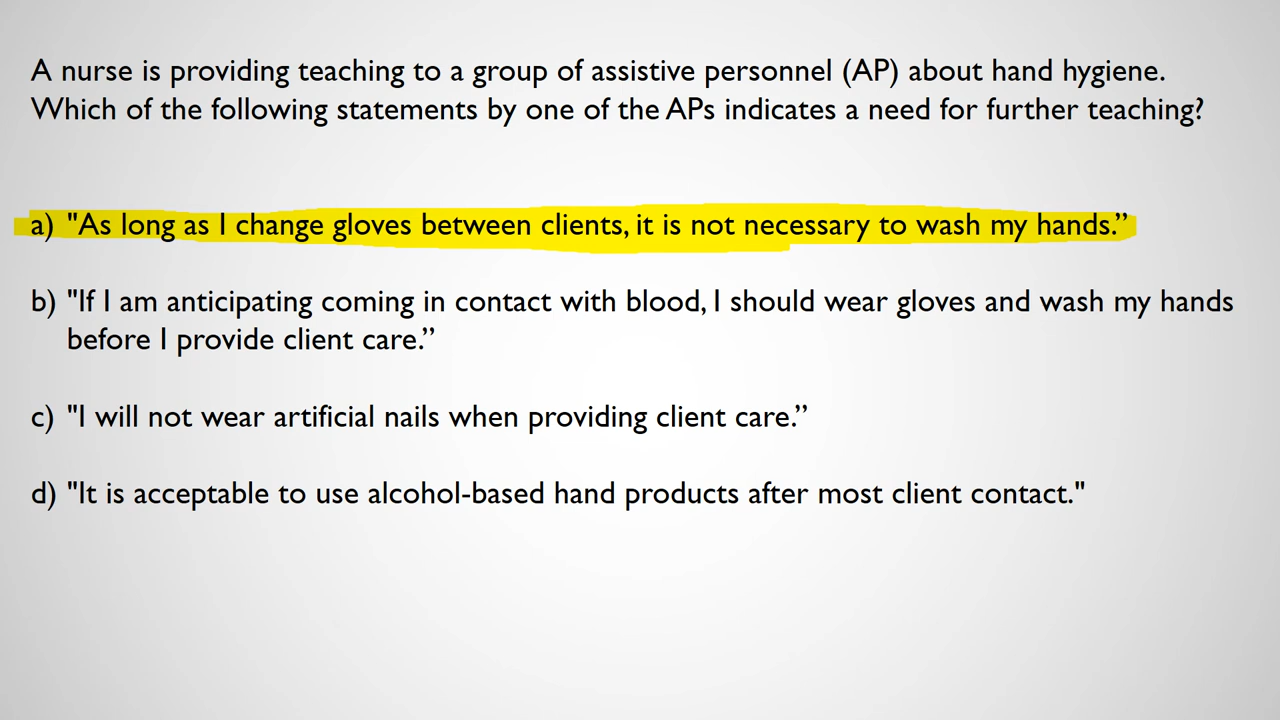 A nurse is providing teaching to a group of assistive personnel (AP) about hand hygiene.
Which of the following statements by one of the APs indicates a need for further teaching?
a) "As long as I change gloves between clients, it is not necessary to wash my hands.”
b) "If I am anticipating coming in contact with blood, I should wear gloves and wash my hands
before I provide client care.”
c) "I will not wear artificial nails when providing client care.”
d) "It is acceptable to use alcohol-based hand products after most client contact."